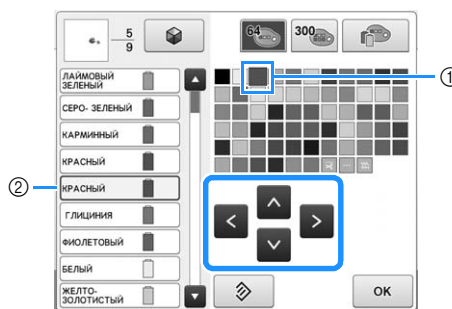 5
9
64
300
①
ЛАЙМОВЫЙ
ЗЕЛЕНЫЙ
СЕРО- ЗЕЛЕНЫЙ
КАРМИННЫЙ
КРАСНЫЙ
② КРАСНЫЙ
ГЛИЦИНИЯ
ФИОЛЕТОВЫЙ
БЕЛЫЙ
ЖЕЛТО-
ЗОЛОТИСТЫЙ
OK